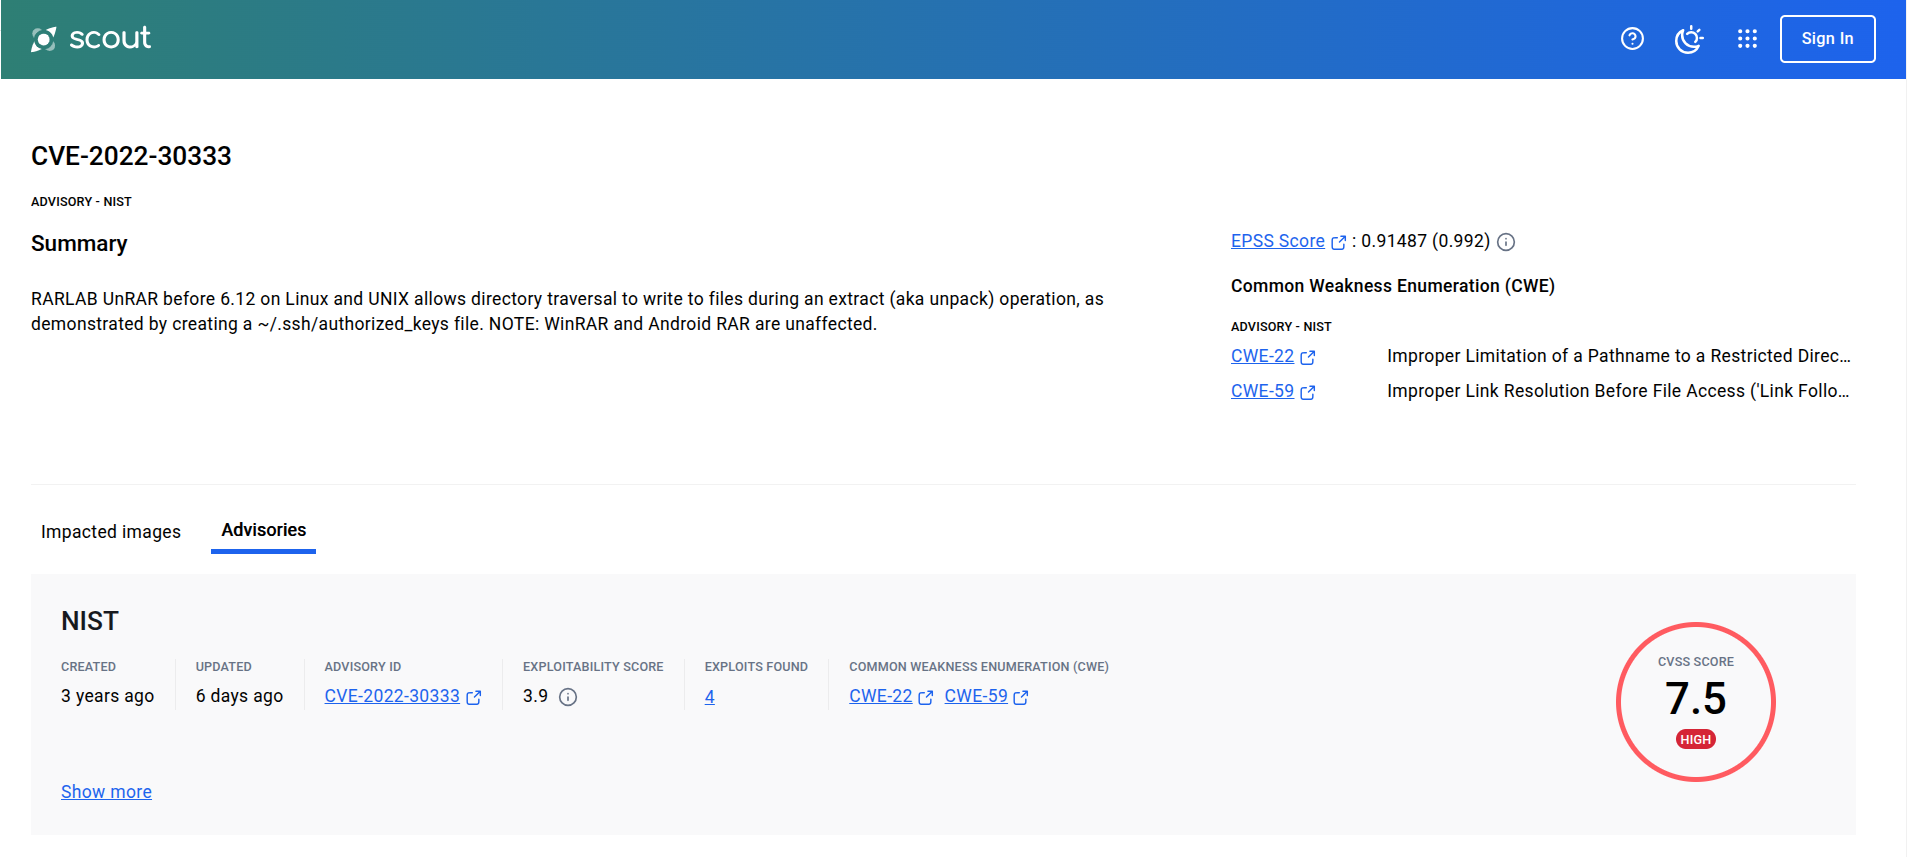 scout
Sign In
CVE-2022-30333
ADVISORY - NIST
Summary
RARLAB UnRAR before 6.12 on Linux and UNIX allows directory traversal to write to files during an extract (aka unpack) operation, as
demonstrated by creating a ~/.ssh/authorized_keys file. NOTE: WinRAR and Android RAR are unaffected.
EPSS Score : 0.91487 (0.992)
Common Weakness Enumeration (CWE)
ADVISORY - NIST
CWE-22 Improper Limitation of a Pathname to a Restricted Direc...
CWE-59 Improper Link Resolution Before File Access ('Link Follo...
Impacted images Advisories
NIST
CREATED UPDATED ADVISORY ID EXPLOITABILITY SCORE EXPLOITS FOUND COMMON WEAKNESS ENUMERATION (CWE)
3 years ago 6 days ago CVE-2022-30333 3.9 4 CWE-22 CWE-59
CVSS SCORE
7.5
HIGH
Show more